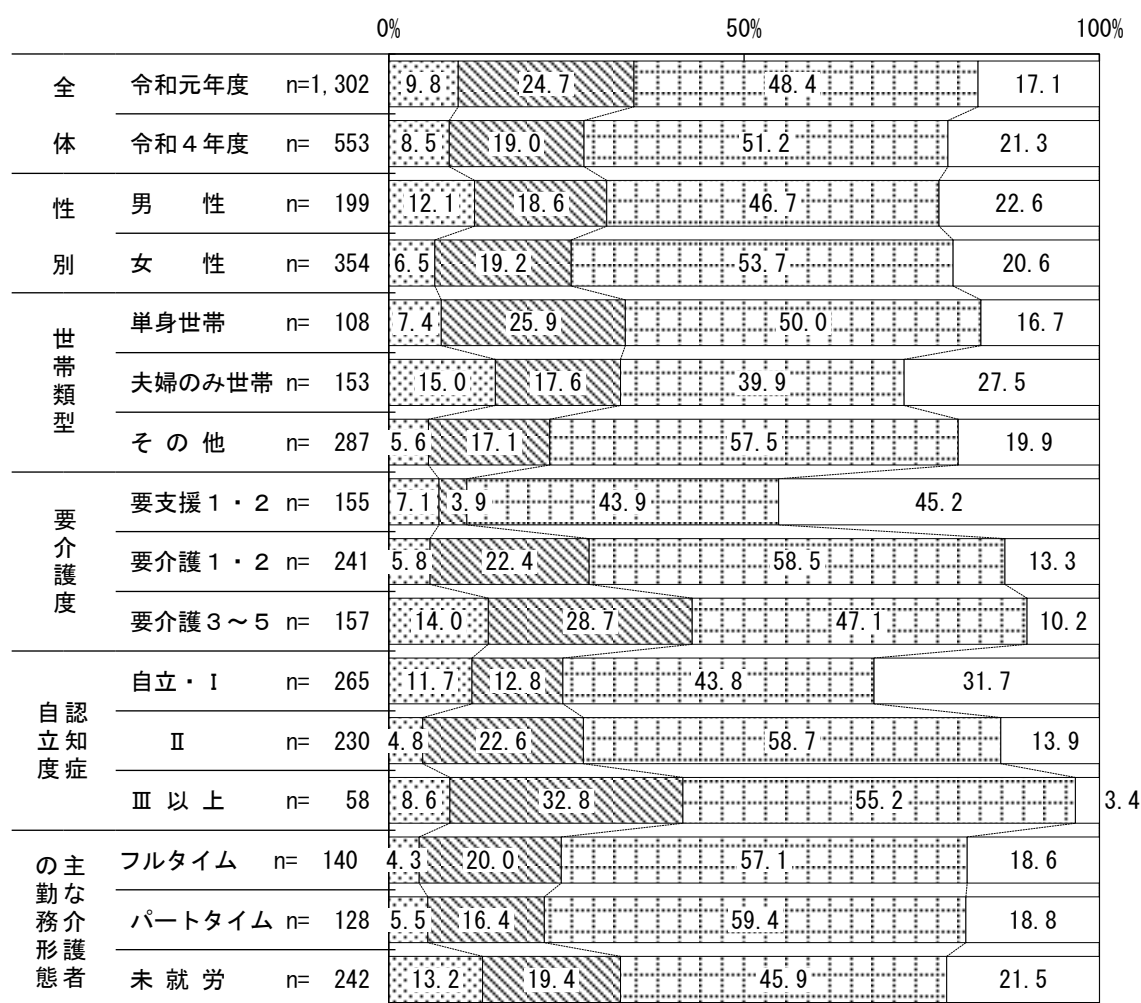 0% 50% 100%
全体
令和元年度 n=1,302 9.8 24.7 48.4 17.1
令和４年度 n= 553 8.5 19.0 51.2 21.3
性別
男 性 n= 199 12.1 18.6 46.7 22.6
女 性 n= 354 6.5 19.2 53.7 20.6
世帯類型
単身世帯 n= 108 7.4 25.9 50.0 16.7
夫婦のみ世帯 n= 153 15.0 17.6 39.9 27.5
そ の 他 n= 287 5.6 17.1 57.5 19.9
要介護度
要支援１・２ n= 155 7.1 3.9 43.9 45.2
要介護１・２ n= 241 5.8 22.4 58.5 13.3
要介護３～５ n= 157 14.0 28.7 47.1 10.2
認知症
自立度
自立・Ⅰ n= 265 11.7 12.8 43.8 31.7
Ⅱ n= 230 4.8 22.6 58.7 13.9
Ⅲ 以 上 n= 58 8.6 32.8 55.2 3.4
主な介護者
の勤務形態
フルタイム n= 140 4.3 20.0 57.1 18.6
パートタイム n= 128 5.5 16.4 59.4 18.8
未 就 労 n= 242 13.2 19.4 45.9 21.5